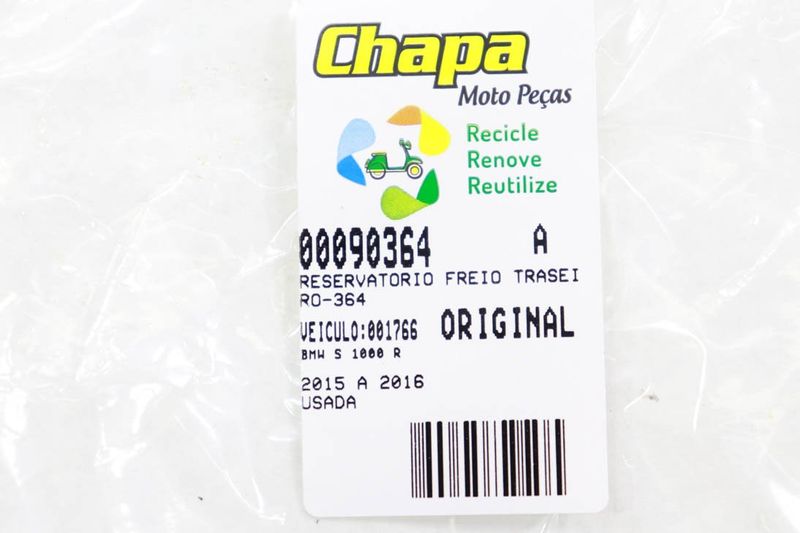 Chapa
Moto Peças
Recicle
Renove
Reutilize
00090364 A
RESERVATORIO FREIO TRASEI
RO-364
VEICULO:001766 ORIGINAL
BMW S 1000 R
2015 A 2016
USADA